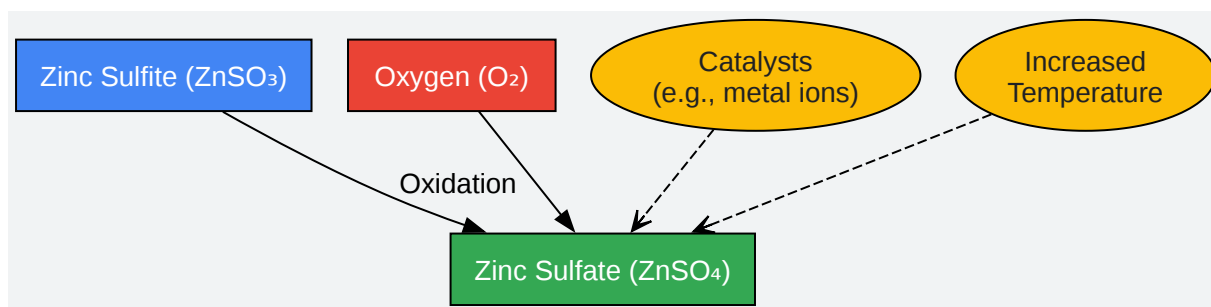 Zinc Sulfite (ZnSO₃)
Oxygen (O₂)
Catalysts
(e.g., metal ions)
Increased
Temperature
Oxidation
Zinc Sulfate (ZnSO₄)